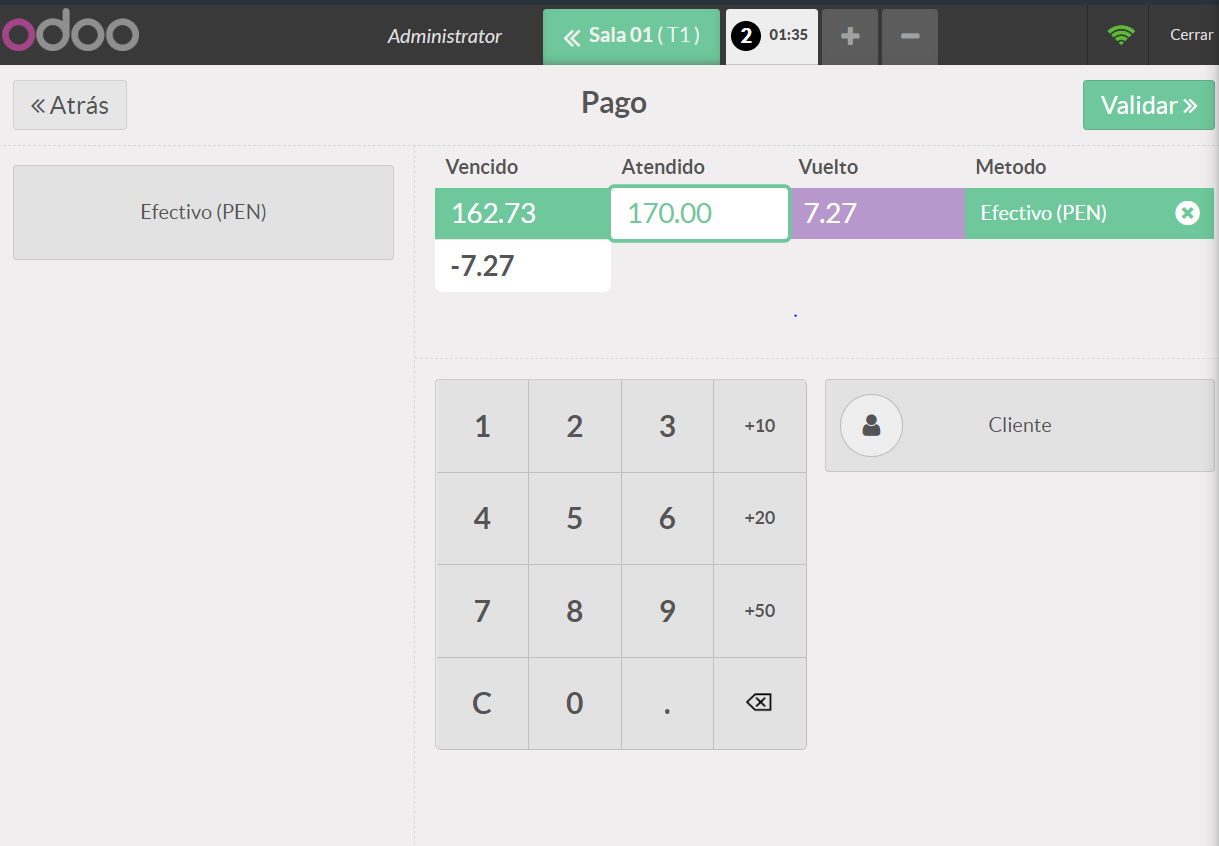 odoo
Administrator
Sala 01 ( T1 )
2 01:35
+
-
Cerrar
Atrás
Pago
Validar
Efectivo (PEN)
Vencido Atendido Vuelto Metodo
162.73 170.00 7.27 Efectivo (PEN)
-7.27
.
1 2 3 +10
4 5 6 +20
7 8 9 +50
C 0 .
Cliente